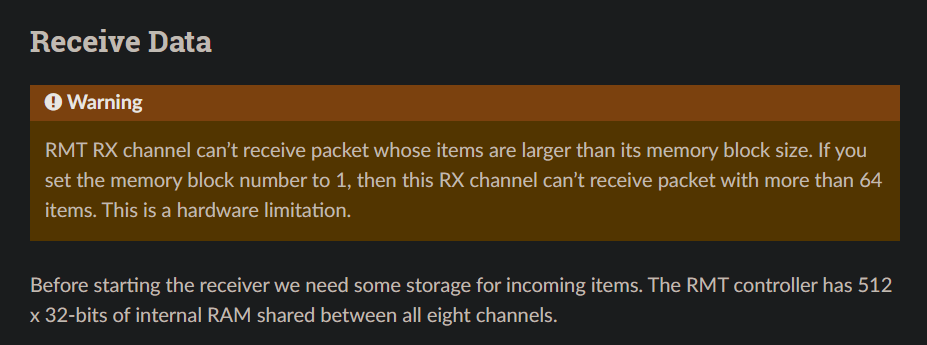 Receive Data
Warning
RMT RX channel can’t receive packet whose items are larger than its memory block size. If you
set the memory block number to 1, then this RX channel can’t receive packet with more than 64
items. This is a hardware limitation.
Before starting the receiver we need some storage for incoming items. The RMT controller has 512
x 32-bits of internal RAM shared between all eight channels.